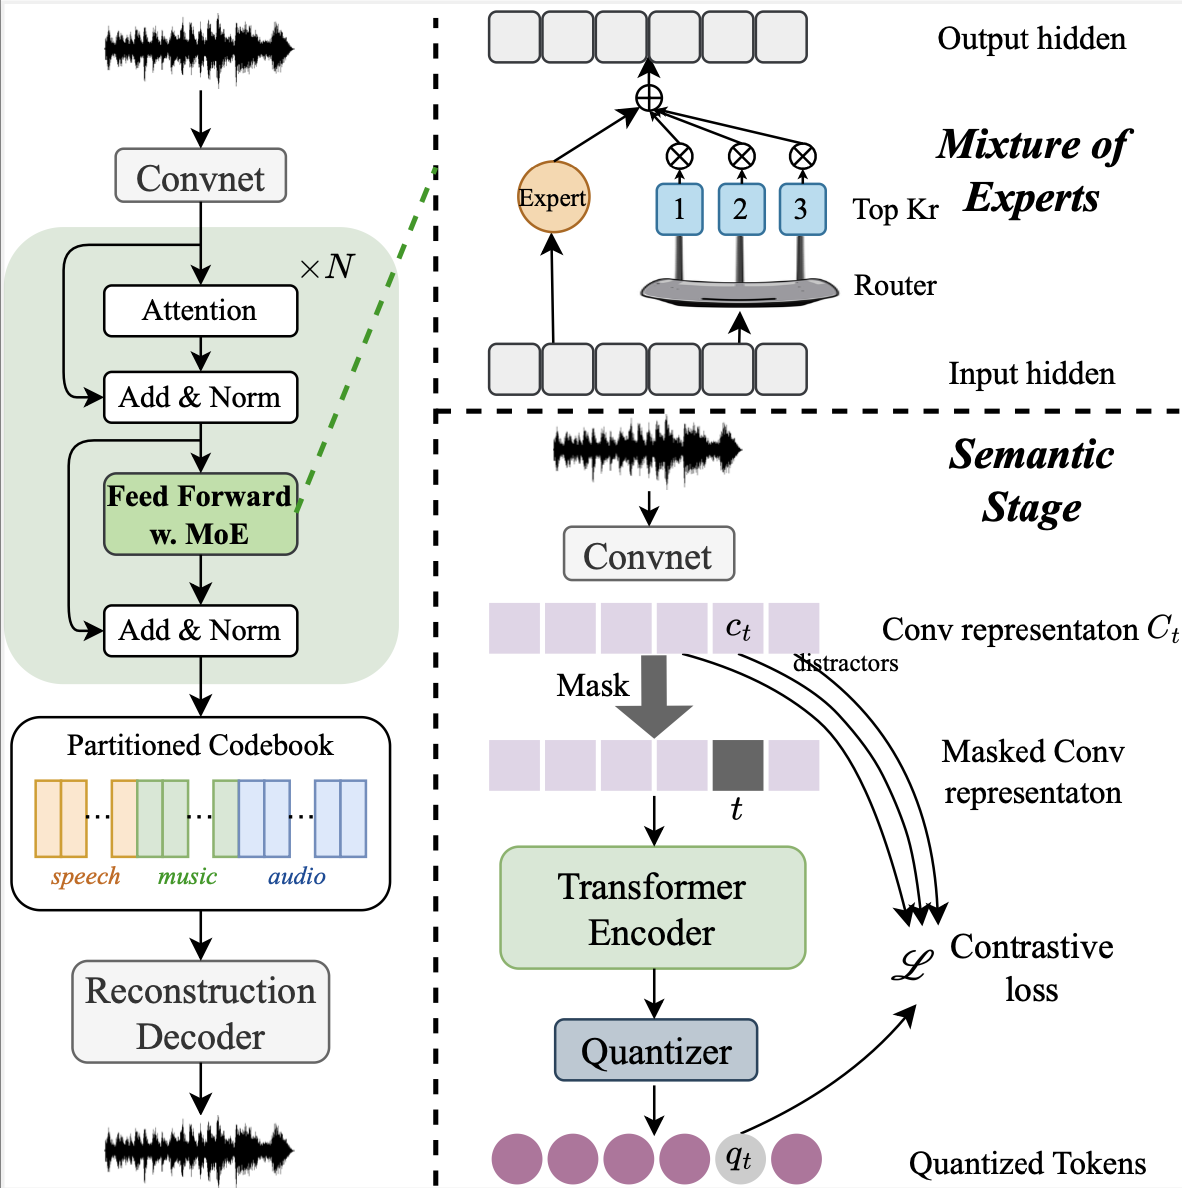 Convnet
×N
Attention
Add & Norm
Feed Forward
w. MoE
Add & Norm
Partitioned Codebook
speech music audio
Reconstruction
Decoder
Output hidden
Mixture of
Experts
Expert
1 2 3
Top Kr
Router
Input hidden
Semantic
Stage
Convnet
c_t
Conv representaton C_t
distractors
Mask
Masked Conv
representaton
t
Transformer
Encoder
ℒ
Contrastive
loss
Quantizer
q_t
Quantized Tokens